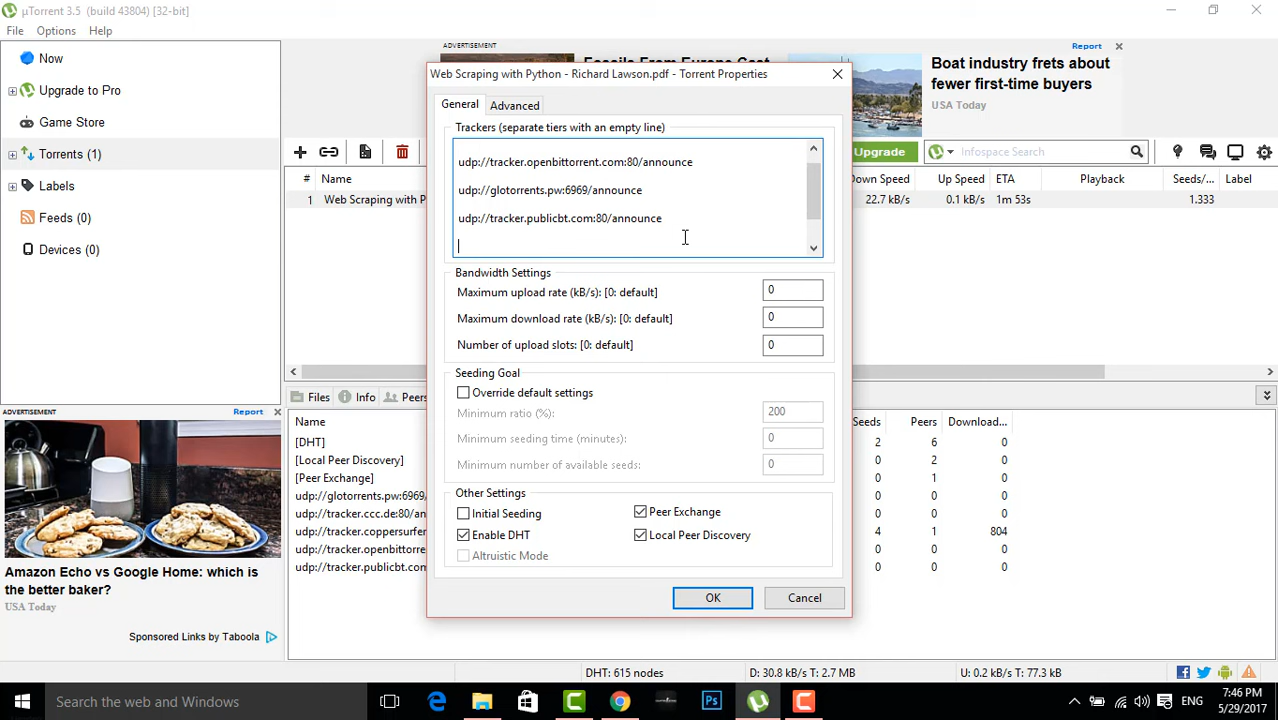 µTorrent 3.5 (build 43804) [32-bit]
File Options Help
Now
Upgrade to Pro
Game Store
Torrents (1)
Labels
Feeds (0)
Devices (0)
ADVERTISEMENT Report
Amazon Echo vs Google Home: which is
the better baker?
USA Today
Sponsored Links by Taboola
ADVERTISEMENT Report
Boat industry frets about
fewer first-time buyers
USA Today
Upgrade Infospace Search
# Name Down Speed Up Speed ETA Playback Seeds/... Label
1 Web Scraping with P 22.7 kB/s 0.1 kB/s 1m 53s 1.333
Web Scraping with Python - Richard Lawson.pdf - Torrent Properties
General Advanced
Trackers (separate tiers with an empty line)
udp://tracker.openbittorrent.com:80/announce
udp://glotorrents.pw:6969/announce
udp://tracker.publicbt.com:80/announce
Bandwidth Settings
Maximum upload rate (kB/s): [0: default] 0
Maximum download rate (kB/s): [0: default] 0
Number of upload slots: [0: default] 0
Seeding Goal
Override default settings
Minimum ratio (%): 200
Minimum seeding time (minutes): 0
Minimum number of available seeds: 0
Other Settings
Initial Seeding Peer Exchange
Enable DHT Local Peer Discovery
Altruistic Mode
OK Cancel
Files Info Peers
Name Seeds Peers Download...
[DHT] 2 6 0
[Local Peer Discovery] 0 2 0
[Peer Exchange] 0 1 0
udp://glotorrents.pw:6969/ 0 0 0
udp://tracker.ccc.de:80/an 0 0 0
udp://tracker.coppersurfer 4 1 804
udp://tracker.openbittorre 0 0 0
udp://tracker.publicbt.com 0 0 0
DHT: 615 nodes D: 30.8 kB/s T: 2.7 MB U: 0.2 kB/s T: 77.3 kB
Search the web and Windows
Ps
ENG
7:46 PM
5/29/2017